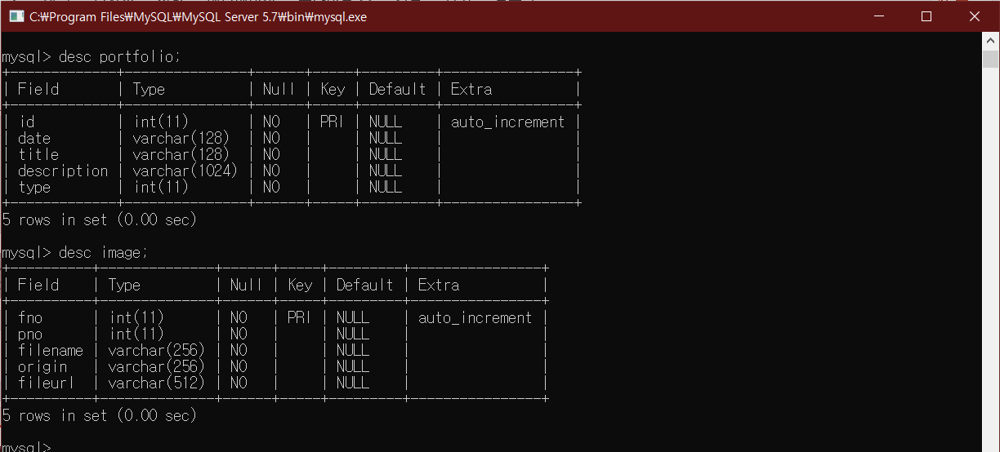 C:₩Program Files₩MySQL₩MySQL Server 5.7₩bin₩mysql.exe
mysql> desc portfolio;
+-------------+---------------+------+-----+---------+----------------+
| Field       | Type          | Null | Key | Default | Extra          |
+-------------+---------------+------+-----+---------+----------------+
| id          | int(11)       | NO   | PRI | NULL    | auto_increment |
| date        | varchar(128)  | NO   |     | NULL    |                |
| title       | varchar(128)  | NO   |     | NULL    |                |
| description | varchar(1024) | NO   |     | NULL    |                |
| type        | int(11)       | NO   |     | NULL    |                |
+-------------+---------------+------+-----+---------+----------------+
5 rows in set (0.00 sec)
mysql> desc image;
+----------+--------------+------+-----+---------+----------------+
| Field    | Type         | Null | Key | Default | Extra          |
+----------+--------------+------+-----+---------+----------------+
| fno      | int(11)      | NO   | PRI | NULL    | auto_increment |
| pno      | int(11)      | NO   |     | NULL    |                |
| filename | varchar(256) | NO   |     | NULL    |                |
| origin   | varchar(256) | NO   |     | NULL    |                |
| fileurl  | varchar(512) | NO   |     | NULL    |                |
+----------+--------------+------+-----+---------+----------------+
5 rows in set (0.00 sec)
mysql>